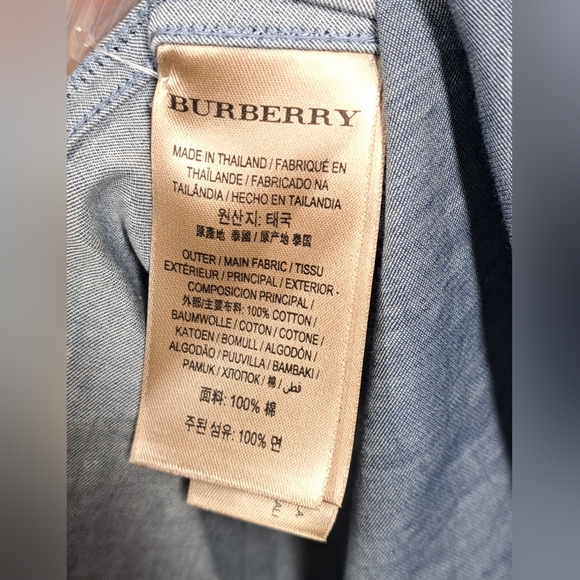 BURBERRY
MADE IN THAILAND / FABRIQUÉ EN
THAÏLANDE / FABRICADO NA
TAILÂNDIA / HECHO EN TAILANDIA
원산지: 태국
原產地 泰國 / 原产地 泰国
OUTER / MAIN FABRIC / TISSU
EXTÉRIEUR / PRINCIPAL / EXTERIOR -
COMPOSICION PRINCIPAL /
外部/主要布料: 100% COTTON /
BAUMWOLLE / COTON / COTONE /
KATOEN / BOMULL / ALGODÓN /
ALGODÃO / PUUVILLA / BAMBAKI /
PAMUK / ХЛОПОК / 棉 / قطن /
面料: 100% 棉
주된 섬유: 100% 면